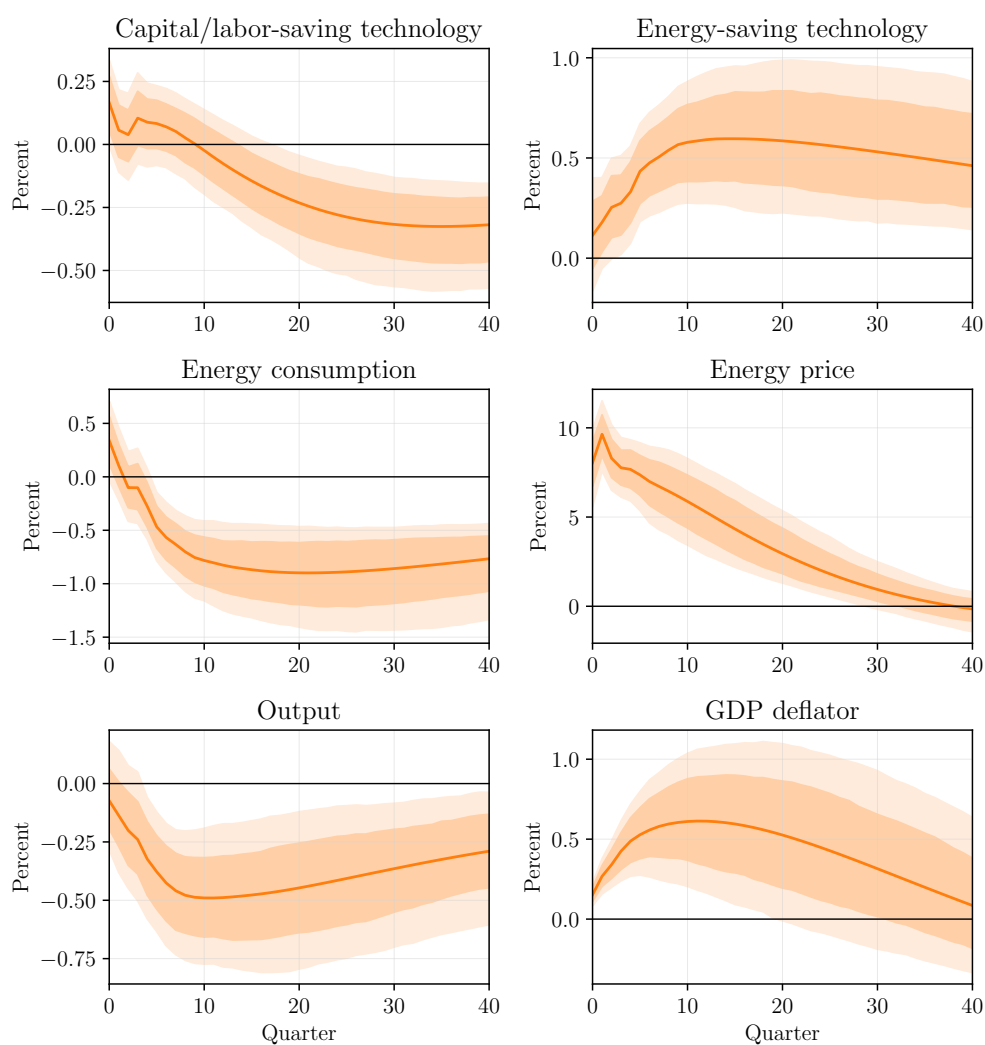 Capital/labor-saving technology
Percent
0.25
0.00
−0.25
−0.50
0 10 20 30 40
Energy-saving technology
Percent
1.0
0.5
0.0
0 10 20 30 40
Energy consumption
Percent
0.5
0.0
−0.5
−1.0
−1.5
0 10 20 30 40
Energy price
Percent
10
5
0
0 10 20 30 40
Output
Percent
0.00
−0.25
−0.50
−0.75
0 10 20 30 40
Quarter
GDP deflator
Percent
1.0
0.5
0.0
0 10 20 30 40
Quarter